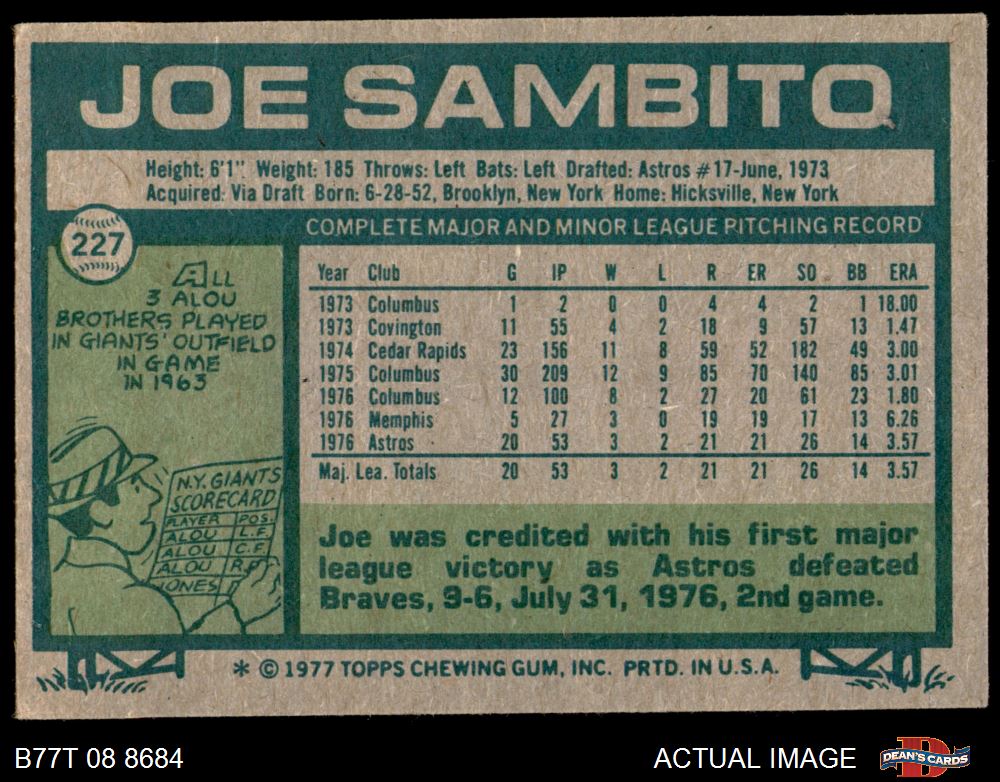 JOE SAMBITO
Height: 6'1" Weight: 185 Throws: Left Bats: Left Drafted: Astros #17-June, 1973
Acquired: Via Draft Born: 6-28-52, Brooklyn, New York Home: Hicksville, New York
227
COMPLETE MAJOR AND MINOR LEAGUE PITCHING RECORD
ALL
3 ALOU
BROTHERS PLAYED
IN GIANTS' OUTFIELD
IN GAME
IN 1963
N.Y. GIANTS
SCORECARD
PLAYER POS.
ALOU L.F.
ALOU C.F.
ALOU R.F.
JONES
Year Club G IP W L R ER SO BB ERA
1973 Columbus 1 2 0 0 4 4 2 1 18.00
1973 Covington 11 55 4 2 18 9 57 13 1.47
1974 Cedar Rapids 23 156 11 8 59 52 182 49 3.00
1975 Columbus 30 209 12 9 85 70 140 85 3.01
1976 Columbus 12 100 8 2 27 20 61 23 1.80
1976 Memphis 5 27 3 0 19 19 17 13 6.26
1976 Astros 20 53 3 2 21 21 26 14 3.57
Maj. Lea. Totals 20 53 3 2 21 21 26 14 3.57
Joe was credited with his first major
league victory as Astros defeated
Braves, 9-6, July 31, 1976, 2nd game.
* © 1977 TOPPS CHEWING GUM, INC. PRTD. IN U.S.A.
B77T 08 8684
ACTUAL IMAGE
D
DEAN'S CARDS